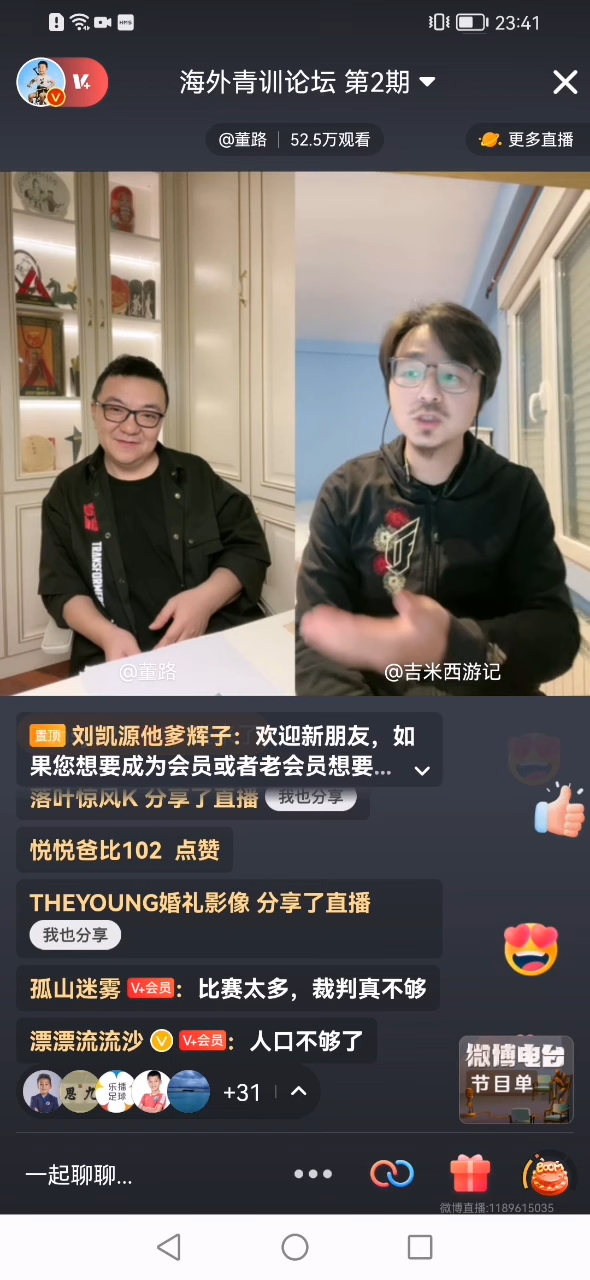 HMS
23:41
V+
海外青训论坛 第2期
@董路 52.5万观看
更多直播
TRANSFORMERS
@董路
@吉米西游记
置顶 刘凯源他爹辉子：欢迎新朋友，如
果您想要成为会员或者老会员想要...
落叶惊风K 分享了直播 我也分享
悦悦爸比102 点赞
THEYOUNG婚礼影像 分享了直播
我也分享
孤山迷雾 V+会员：比赛太多，裁判真不够
漂漂流流沙 V V+会员：人口不够了
乐播
足球
+31
微博电台
节目单
一起聊聊...
微博直播:1189615035